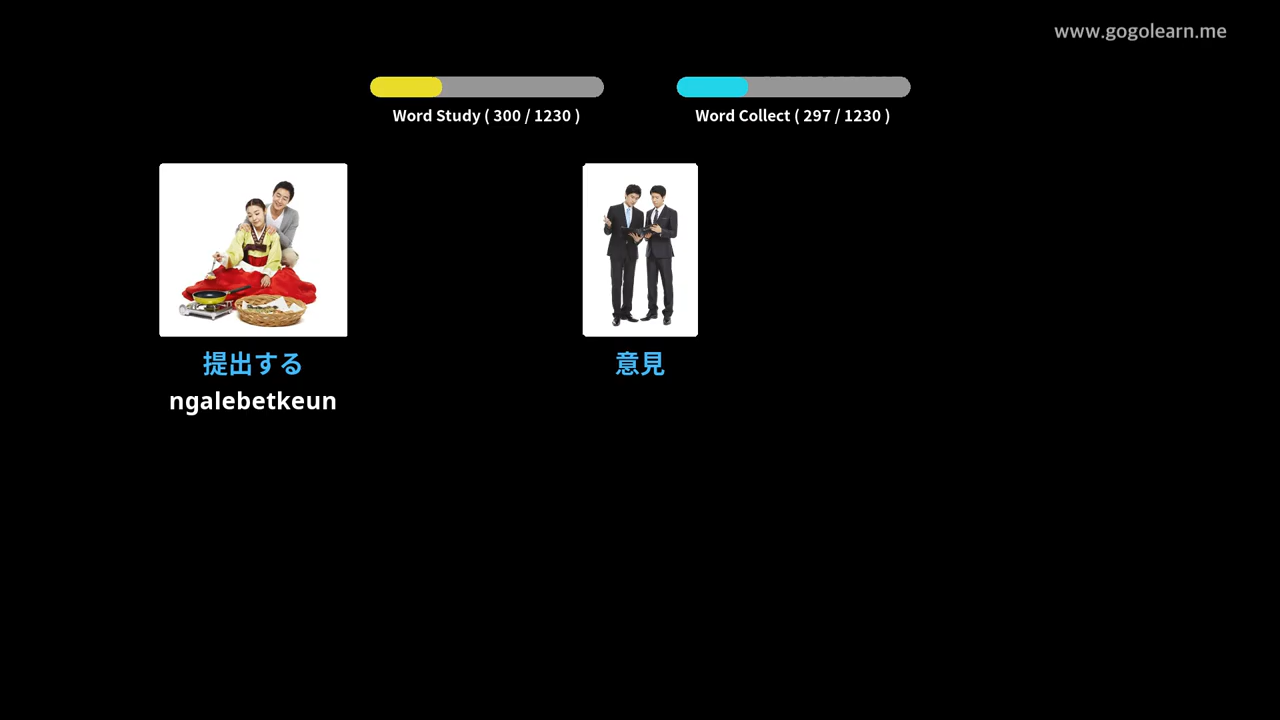 www.gogolearn.me
Word Study ( 300 / 1230 )
Word Collect ( 297 / 1230 )
提出する
意見
ngalebetkeun